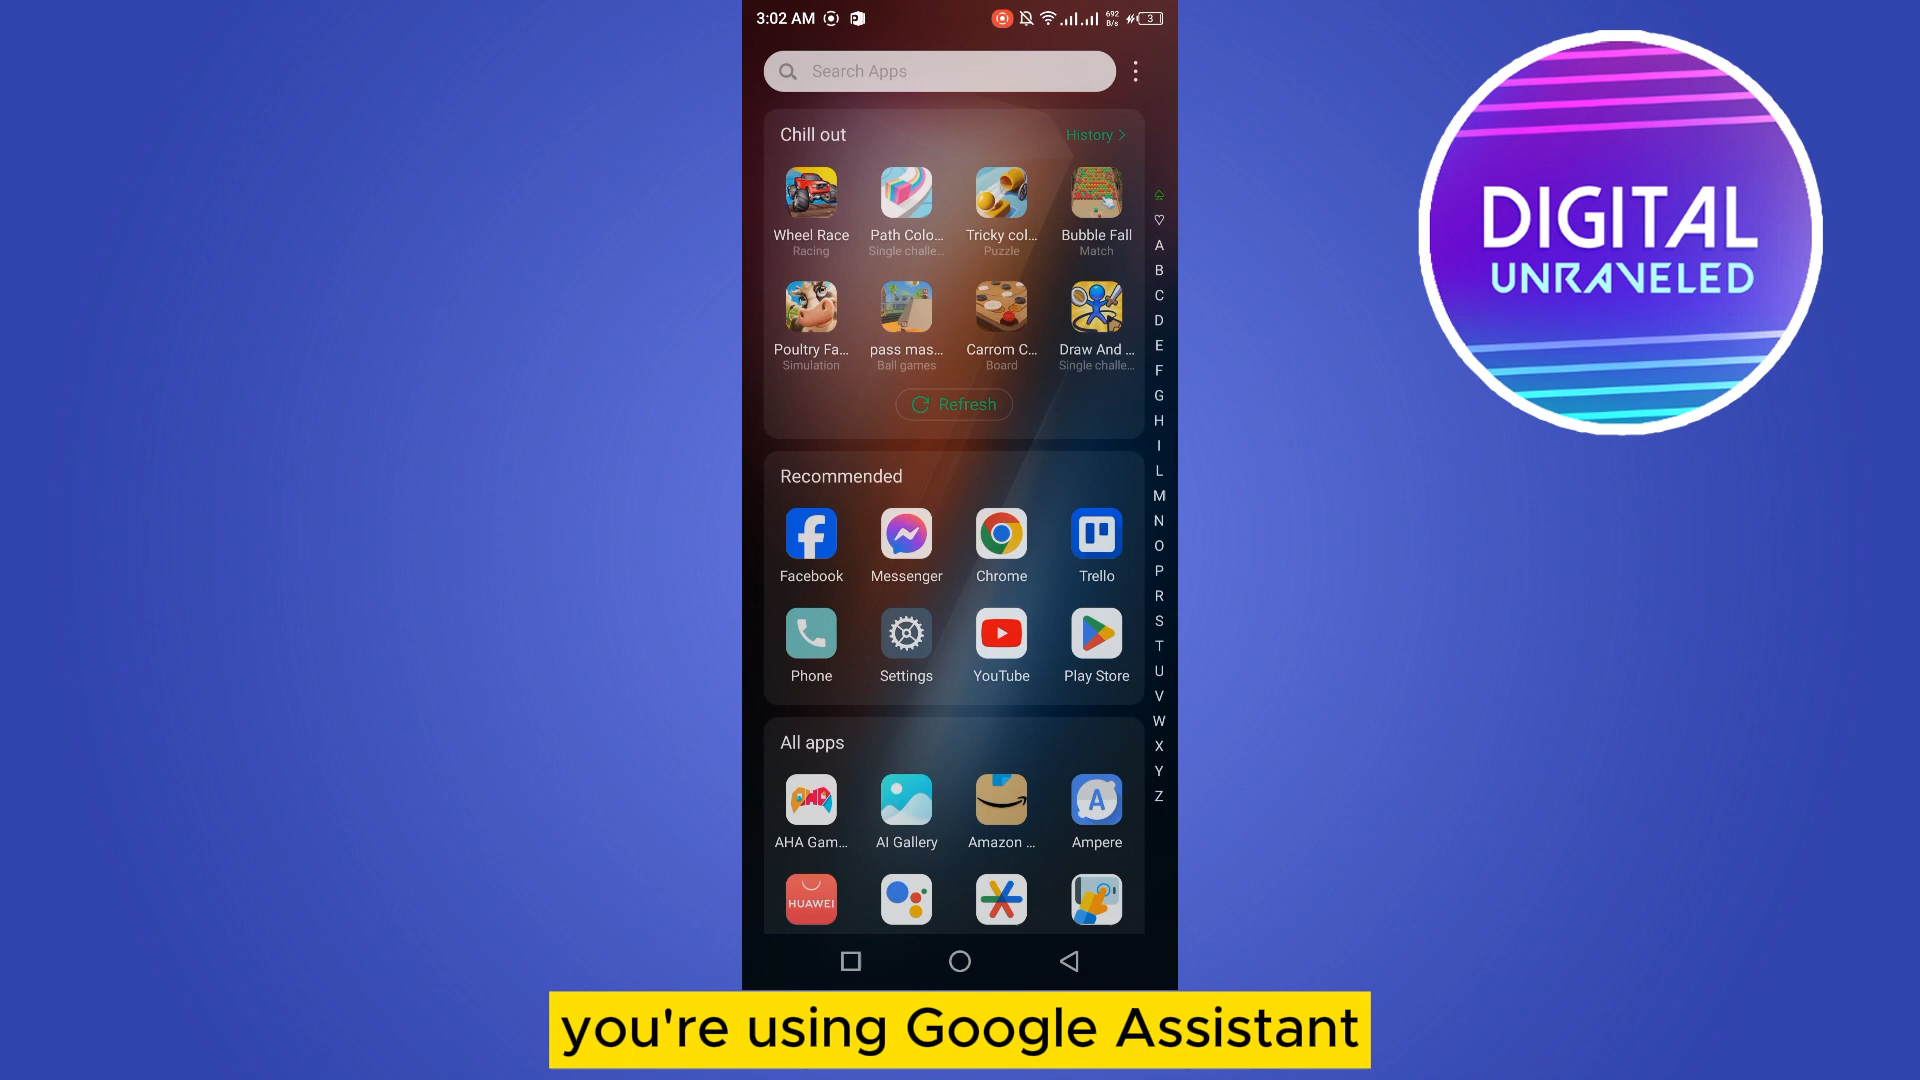 3:02 AM
692
B/s
3
Search Apps
Chill out
History >
Wheel Race
Path Colo...
Tricky col...
Bubble Fall
Racing
Single challe...
Puzzle
Match
Poultry Fa...
pass mas...
Carrom C...
Draw And ...
Simulation
Ball games
Board
Single challe...
Refresh
Recommended
Facebook
Messenger
Chrome
Trello
Phone
Settings
YouTube
Play Store
All apps
AHA
A
AHA Gam...
AI Gallery
Amazon ...
Ampere
HUAWEI
A
B
C
D
E
F
G
H
I
L
M
N
O
P
R
S
T
U
V
W
X
Y
Z
DIGITAL
UNRAVELED
you're using Google Assistant